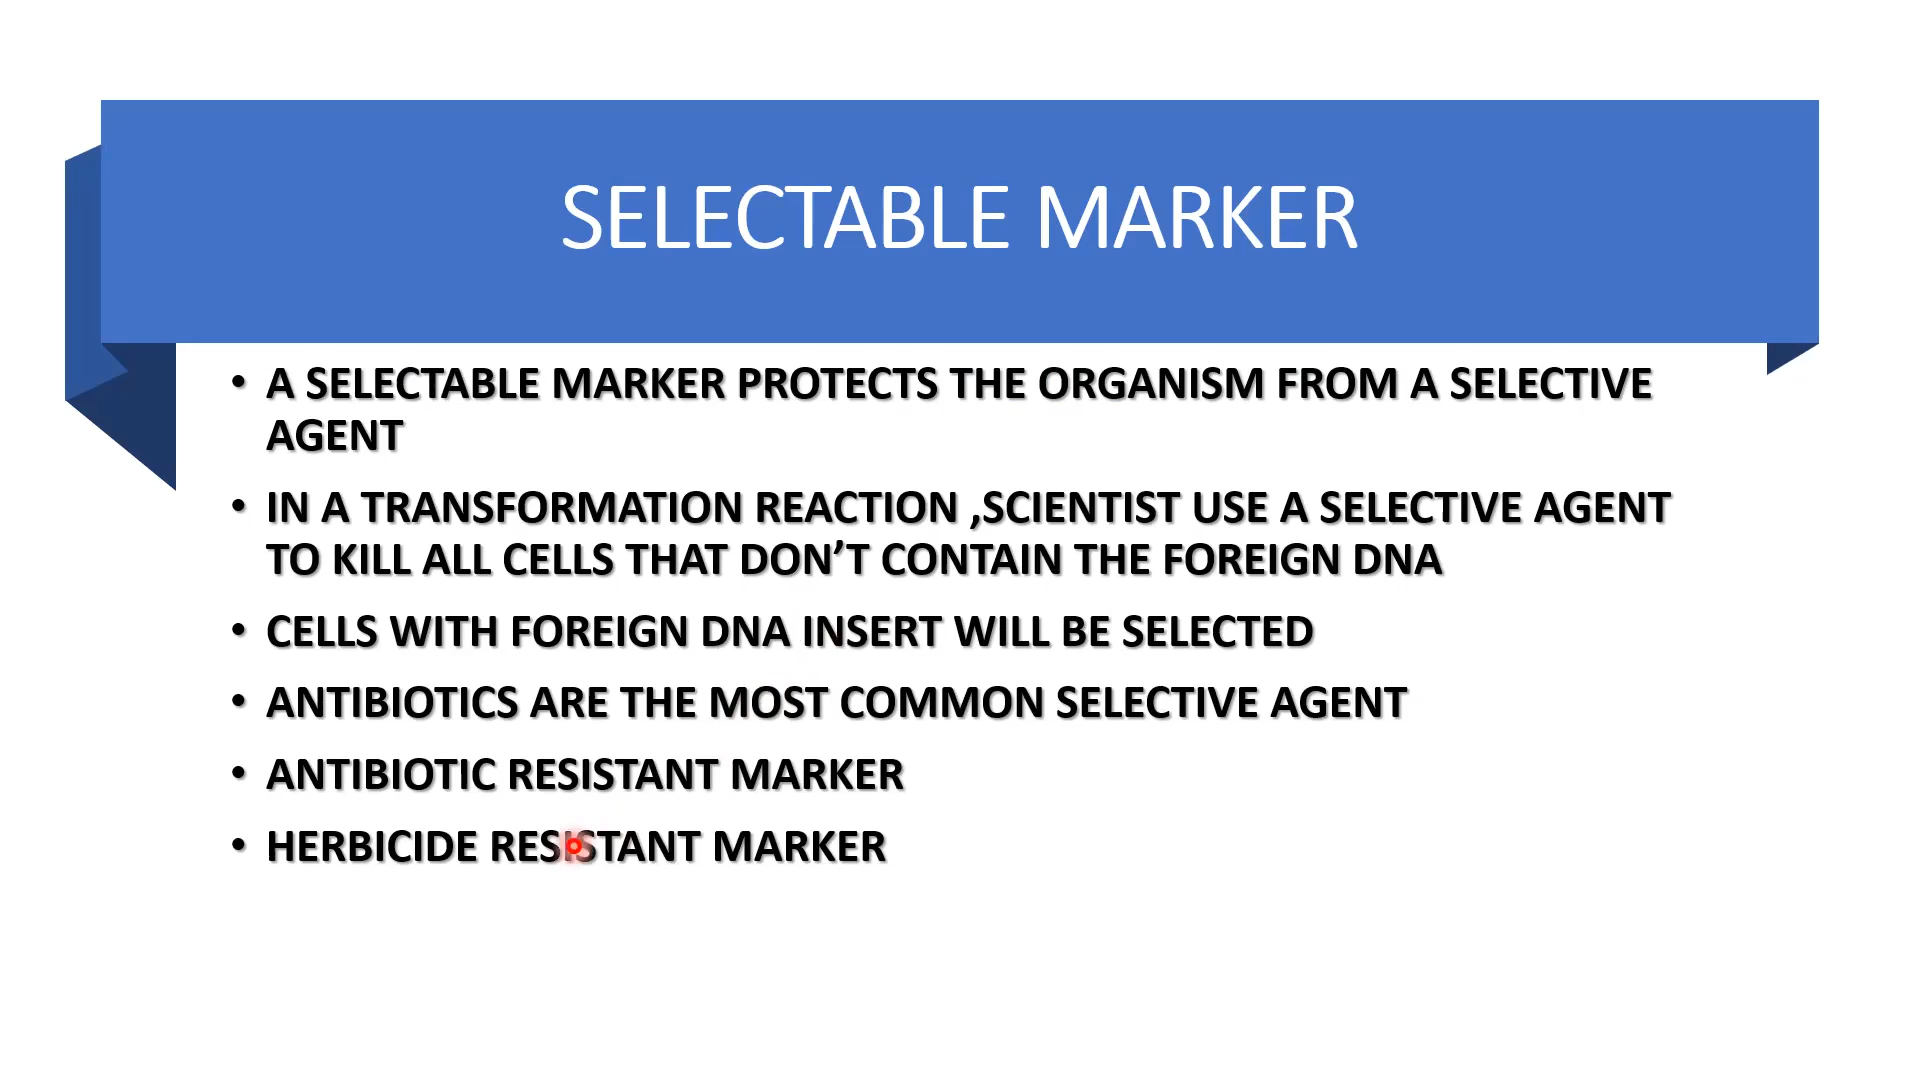 SELECTABLE MARKER
• A SELECTABLE MARKER PROTECTS THE ORGANISM FROM A SELECTIVE
AGENT
• IN A TRANSFORMATION REACTION ,SCIENTIST USE A SELECTIVE AGENT
TO KILL ALL CELLS THAT DON’T CONTAIN THE FOREIGN DNA
• CELLS WITH FOREIGN DNA INSERT WILL BE SELECTED
• ANTIBIOTICS ARE THE MOST COMMON SELECTIVE AGENT
• ANTIBIOTIC RESISTANT MARKER
• HERBICIDE RESISTANT MARKER